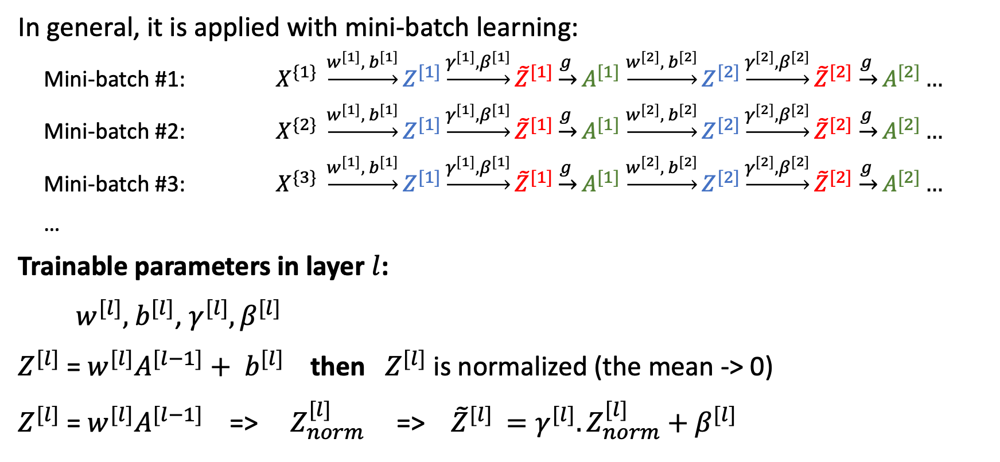 In general, it is applied with mini-batch learning:
Mini-batch #1: X^{1} w^[1], b^[1] → Z^[1] γ^[1],β^[1] → Z̃^[1] g → A^[1] w^[2], b^[2] → Z^[2] γ^[2],β^[2] → Z̃^[2] g → A^[2] ...
Mini-batch #2: X^{2} w^[1], b^[1] → Z^[1] γ^[1],β^[1] → Z̃^[1] g → A^[1] w^[2], b^[2] → Z^[2] γ^[2],β^[2] → Z̃^[2] g → A^[2] ...
Mini-batch #3: X^{3} w^[1], b^[1] → Z^[1] γ^[1],β^[1] → Z̃^[1] g → A^[1] w^[2], b^[2] → Z^[2] γ^[2],β^[2] → Z̃^[2] g → A^[2] ...
...
Trainable parameters in layer l:
w^[l], b^[l], γ^[l], β^[l]
Z^[l] = w^[l]A^[l−1] + b^[l] then Z^[l] is normalized (the mean -> 0)
Z^[l] = w^[l]A^[l−1] => Z_norm^[l] => Z̃^[l] = γ^[l]. Z_norm^[l] + β^[l]